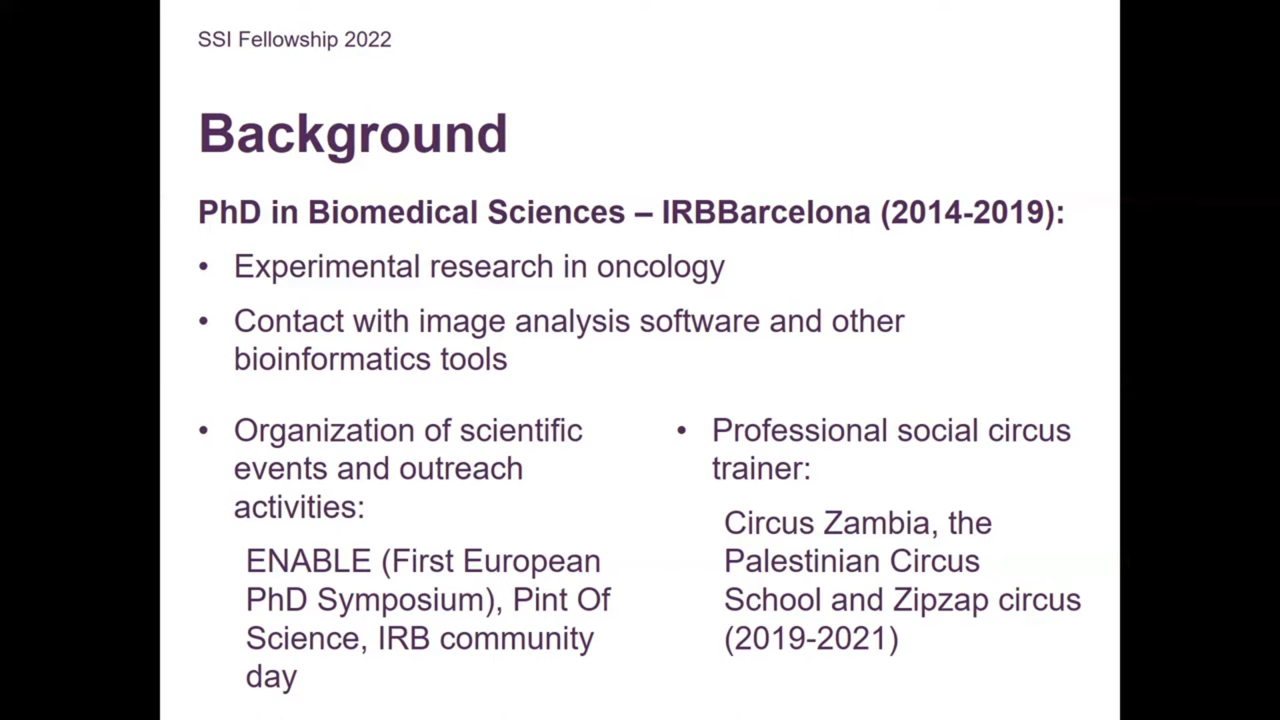 SSI Fellowship 2022
Background
PhD in Biomedical Sciences – IRBBarcelona (2014-2019):
• Experimental research in oncology
• Contact with image analysis software and other
bioinformatics tools
• Organization of scientific
events and outreach
activities:
ENABLE (First European
PhD Symposium), Pint Of
Science, IRB community
day
• Professional social circus
trainer:
Circus Zambia, the
Palestinian Circus
School and Zipzap circus
(2019-2021)